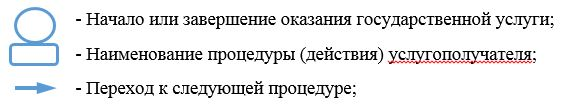 - Начало или завершение оказания государственной услуги;
- Наименование процедуры (действия) услугополучателя;
- Переход к следующей процедуре;